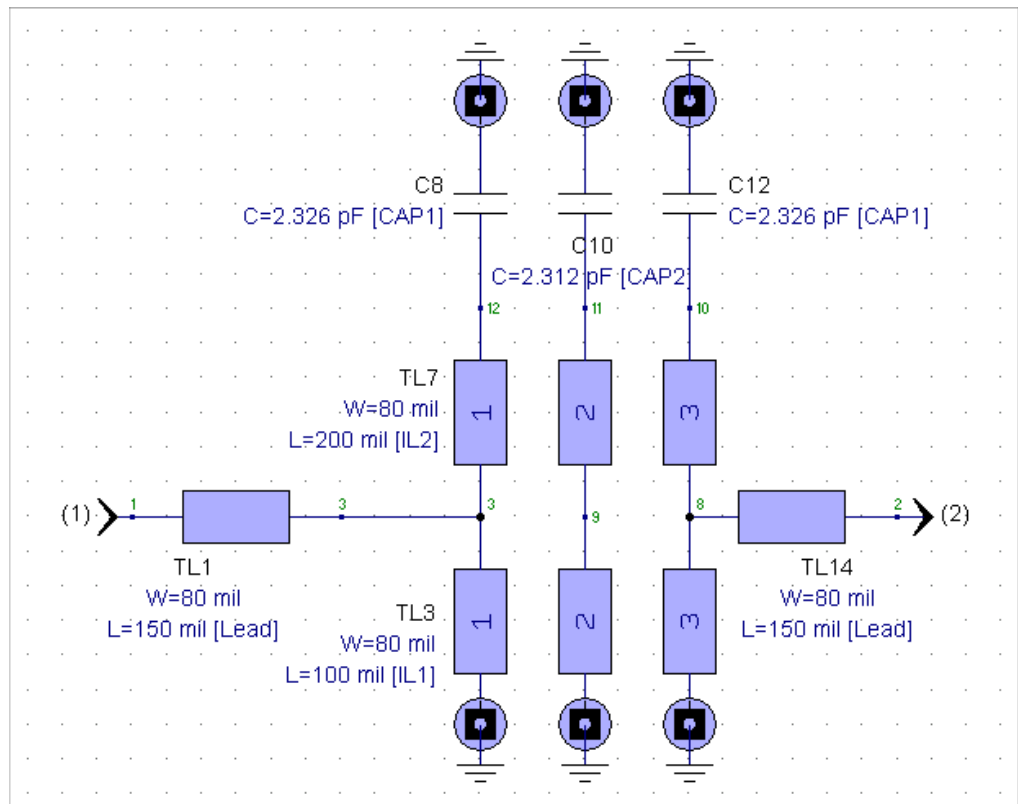 C8
C=2.326 pF [CAP1]
C12
C=2.326 pF [CAP1]
C10
C=2.312 pF [CAP2]
12
11
10
TL7
W=80 mil
L=200 mil [IL2]
1
2
3
(1)
1
3
3
9
8
2
(2)
TL1
W=80 mil
L=150 mil [Lead]
TL14
W=80 mil
L=150 mil [Lead]
TL3
W=80 mil
L=100 mil [IL1]
1
2
3